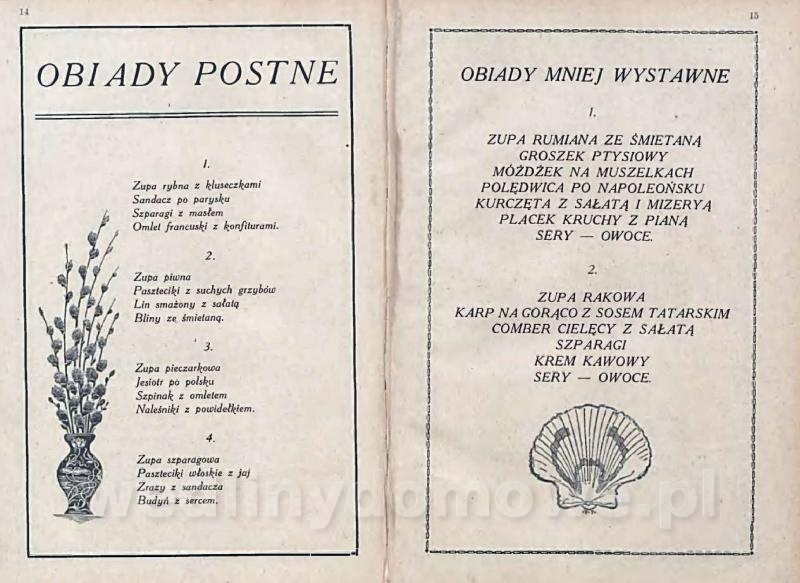 14
OBIADY POSTNE
1.
Zupa rybna z kluseczkami
Sandacz po parysku
Szparagi z masłem
Omlet francuski z konfiturami.
2.
Zupa piwna
Paszteciki z suchych grzybów
Lin smażony z sałatą
Bliny ze śmietaną.
3.
Zupa pieczarkowa
Jesiotr po polsku
Szpinak z omletem
Naleśniki z powidełkiem.
4.
Zupa szparagowa
Paszteciki włoskie z jaj
Zrazy z sandacza
Budyń z sercem.
15
OBIADY MNIEJ WYSTAWNE
1.
ZUPA RUMIANA ZE ŚMIETANĄ
GROSZEK PTYSIOWY
MÓŻDŻEK NA MUSZELKACH
POLĘDWICA PO NAPOLEOŃSKU
KURCZĘTA Z SAŁATĄ I MIZERYĄ
PLACEK KRUCHY Z PIANĄ
SERY — OWOCE.
2.
ZUPA RAKOWA
KARP NA GORĄCO Z SOSEM TATARSKIM
COMBER CIELĘCY Z SAŁATĄ
SZPARAGI
KREM KAWOWY
SERY — OWOCE.